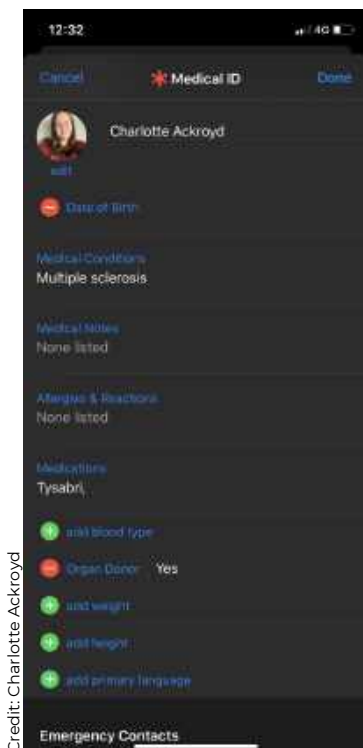 12:32
4G
Cancel
Medical ID
Done
Charlotte Ackroyd
edit
Date of Birth
Medical Conditions
Multiple sclerosis
Medical Notes
None listed
Allergies & Reactions
None listed
Medications
Tysabri,
add blood type
Organ Donor Yes
add weight
add height
add primary language
Emergency Contacts
Credit: Charlotte Ackroyd